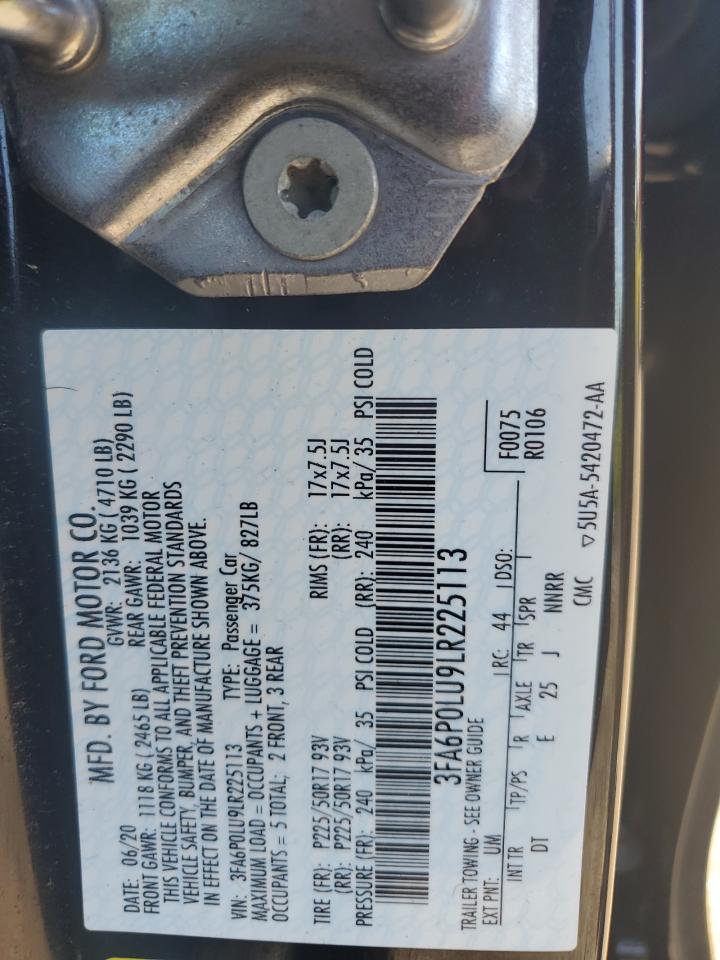 MFD. BY FORD MOTOR CO.
DATE: 06/20 GVWR: 2136 KG ( 4710 LB)
FRONT GAWR: 1118 KG ( 2465 LB) REAR GAWR: 1039 KG ( 2290 LB)
THIS VEHICLE CONFORMS TO ALL APPLICABLE FEDERAL MOTOR
VEHICLE SAFETY, BUMPER, AND THEFT PREVENTION STANDARDS
IN EFFECT ON THE DATE OF MANUFACTURE SHOWN ABOVE.
VIN: 3FA6P0LU9LR225113 TYPE: Passenger Car
MAXIMUM LOAD = OCCUPANTS + LUGGAGE = 375KG/ 827LB
OCCUPANTS = 5 TOTAL; 2 FRONT, 3 REAR
TIRE (FR): P225/50R17 93V RIMS (FR): 17x7.5J
(RR): P225/50R17 93V (RR): 17x7.5J
PRESSURE (FR): 240 kPa/ 35 PSI COLD (RR): 240 kPa/ 35 PSI COLD
3FA6P0LU9LR225113
TRAILER TOWING - SEE OWNER GUIDE F0075
EXT PNT: UM RC: 44 DSO: R0106
INT TR TP/PS R AXLE TR SPR
DT E 25 J NNRR
CMC ▽5U5A-5420472-AA